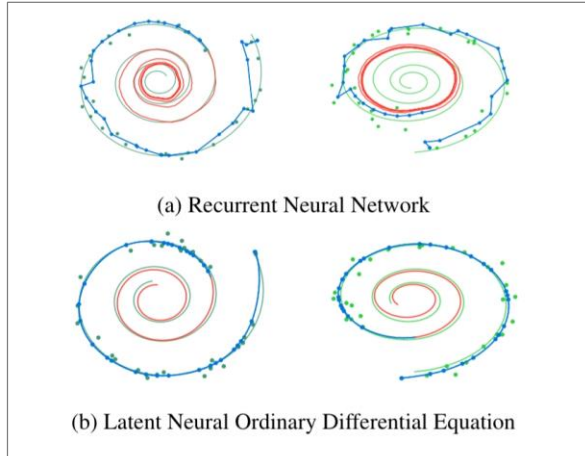 (a) Recurrent Neural Network
(b) Latent Neural Ordinary Differential Equation